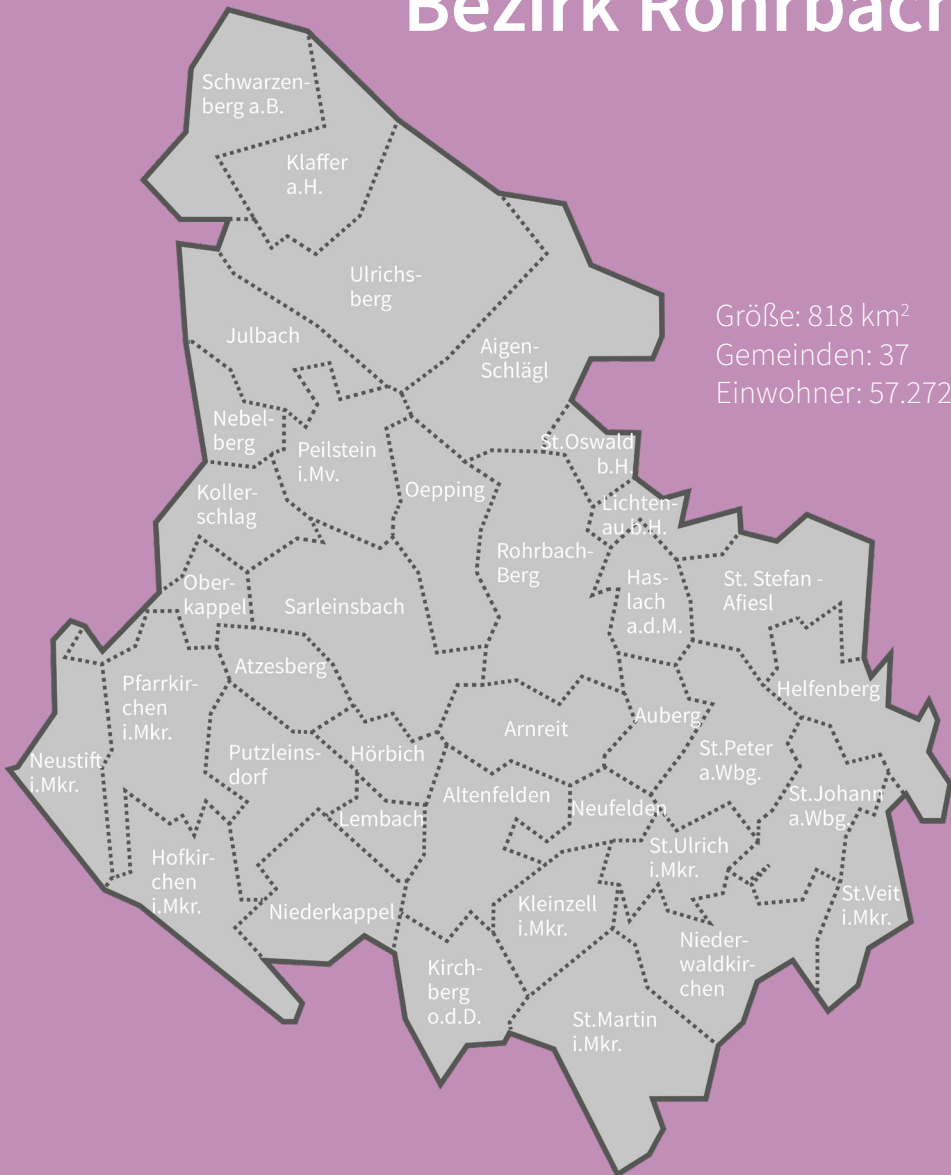 Bezirk Rohrbach
Schwarzen-
berg a.B.
Klaffer
a.H.
Ulrichs-
berg
Größe: 818 km²
Gemeinden: 37
Einwohner: 57.272
Julbach
Aigen-
Schlägl
Nebel-
berg
Peilstein
i.Mv.
St.Oswald
b.H.
Oepping
Koller-
schlag
Lichten-
au.b.H.
Rohrbach-
Berg
Ober-
kappel
Sarleinsbach
Has-
lach
a.d.M.
St. Stefan -
Afiesl
Atzesberg
Helfenberg
Pfarrkir-
chen
i.Mkr.
Arnreit
Auberg
Neustift
i.Mkr.
Putzleins-
dorf
Hörbich
St.Peter
a.Wbg.
Altenfelden
Neufelden
St.Johann
a.Wbg.
Lembach
Hofkir-
chen
i.Mkr.
St.Ulrich
i.Mkr.
Niederkappel
Kleinzell
i.Mkr.
St.Veit
i.Mkr.
Nieder-
waldkir-
chen
Kirch-
berg
o.d.D.
St.Martin
i.Mkr.